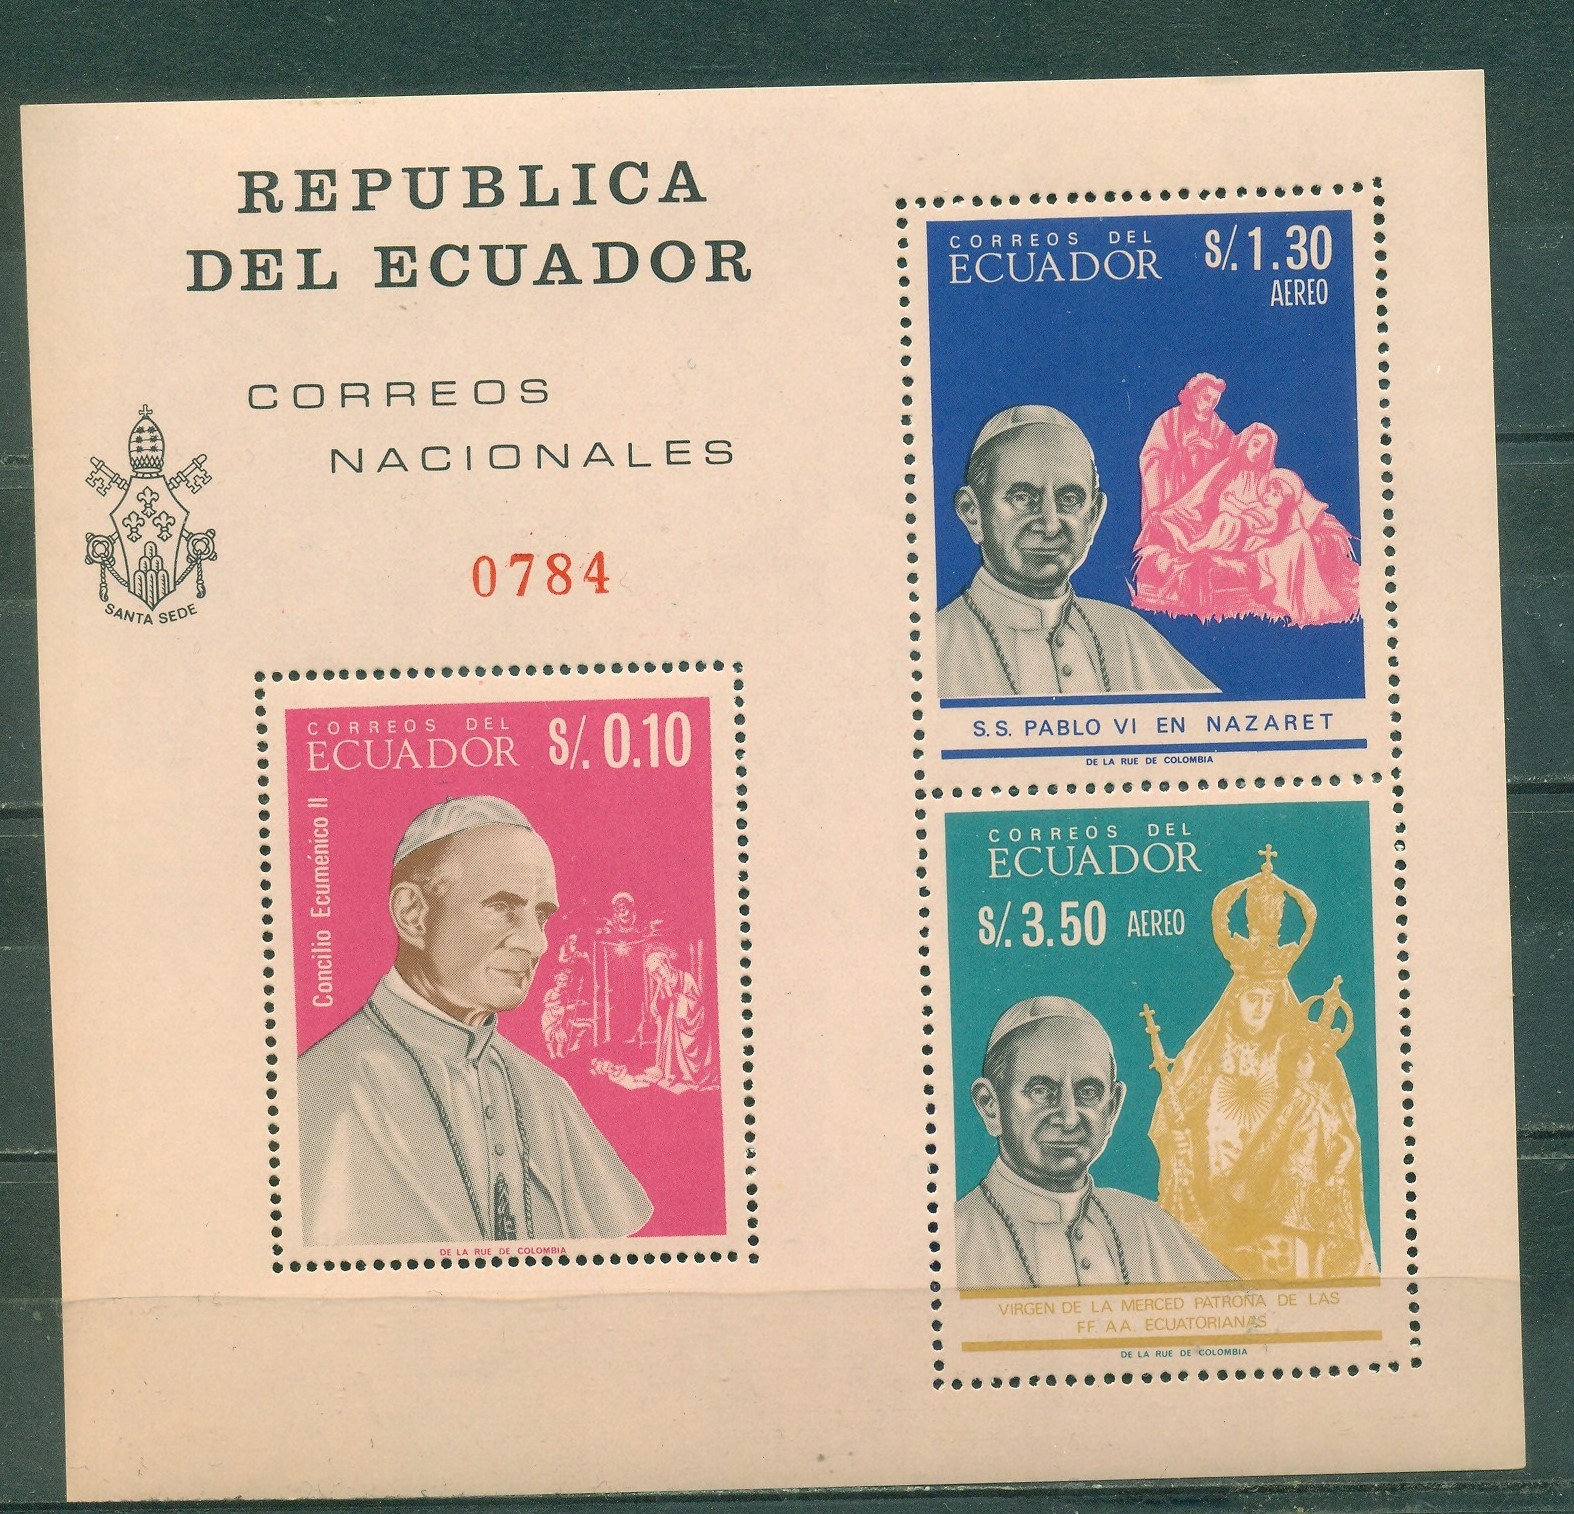 REPUBLICA
DEL ECUADOR
CORREOS
NACIONALES
0784
SANTA SEDE
CORREOS DEL
ECUADOR
S/. 0.10
Concilio Ecuménico II
DE LA RUE DE COLOMBIA
CORREOS DEL
ECUADOR
S/. 1.30
AEREO
S.S. PABLO VI EN NAZARET
DE LA RUE DE COLOMBIA
CORREOS DEL
ECUADOR
S/. 3.50 AEREO
VIRGEN DE LA MERCED PATRONA DE LAS
FF. A A. ECUATORIANAS
DE LA RUE DE COLOMBIA